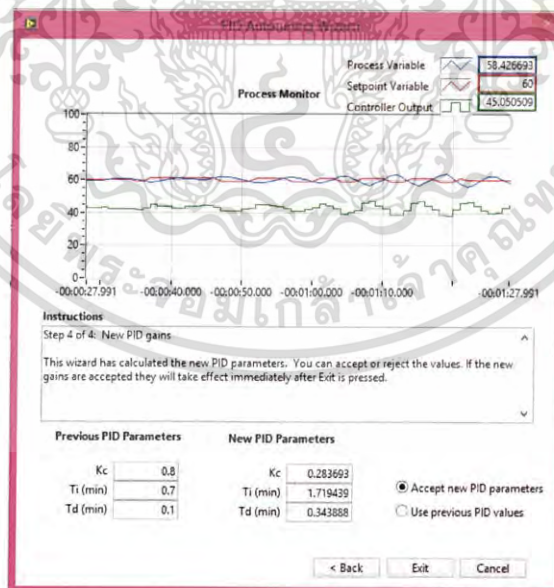 PID Autotuning Wizard
Process Variable 58.426693
Setpoint Variable 60
Controller Output 45.050509
Process Monitor
100
80
60
40
20
0
-00:00:27.991 -00:00:40.000 -00:00:50.000 -00:01:00.000 -00:01:10.000 -00:01:27.991
Instructions
Step 4 of 4: New PID gains
This wizard has calculated the new PID parameters. You can accept or reject the values. If the new
gains are accepted they will take effect immediately after Exit is pressed.
Previous PID Parameters New PID Parameters
Kc 0.8 Kc 0.283693
Ti (min) 0.7 Ti (min) 1.719439
Td (min) 0.1 Td (min) 0.343888
Accept new PID parameters
Use previous PID values
< Back Exit Cancel